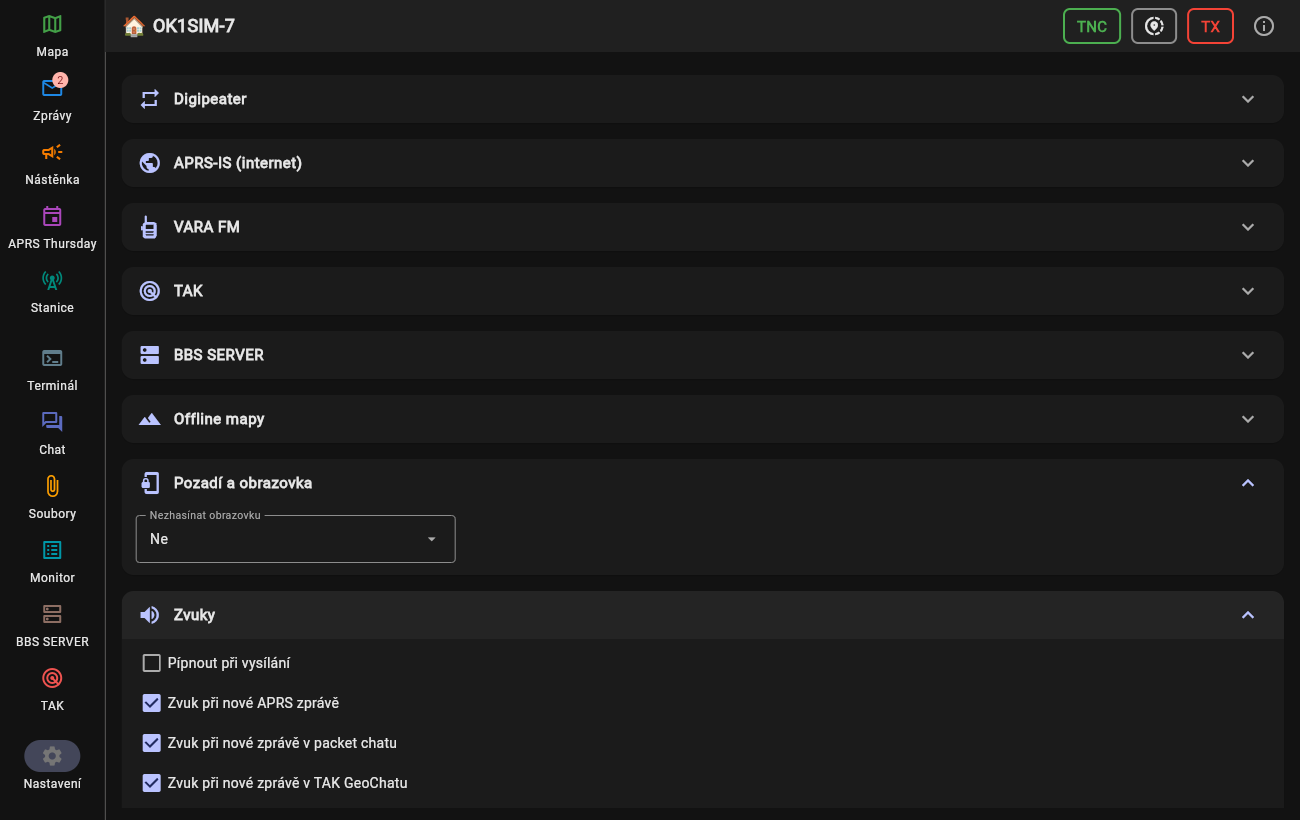 OK1SIM-7
TNC
TX
Mapa
2
Zprávy
Nástěnka
APRS Thursday
Stanice
Terminál
Chat
Soubory
Monitor
BBS SERVER
TAK
Nastavení
Digipeater
APRS-IS (internet)
VARA FM
TAK
BBS SERVER
Offline mapy
Pozadí a obrazovka
Nezhasínat obrazovku
Ne
Zvuky
Pípnout při vysílání
Zvuk při nové APRS zprávě
Zvuk při nové zprávě v packet chatu
Zvuk při nové zprávě v TAK GeoChatu